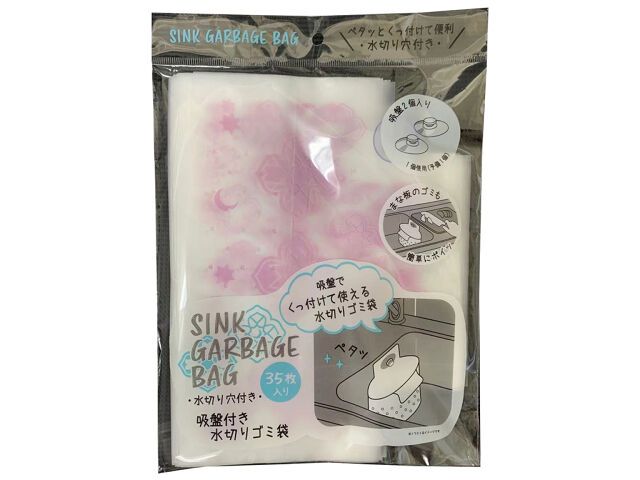 SINK GARBAGE BAG
ペタッとくっ付けて便利
・水切り穴付き・
吸盤2個入り
1個使用(予備1個)
まな板のゴミも
簡単にポイッ
吸盤で
くっ付けて使える
水切りゴミ袋
SINK
GARBAGE
BAG
35枚
入り
・水切り穴付き・
吸盤付き
水切りゴミ袋
ペタッ